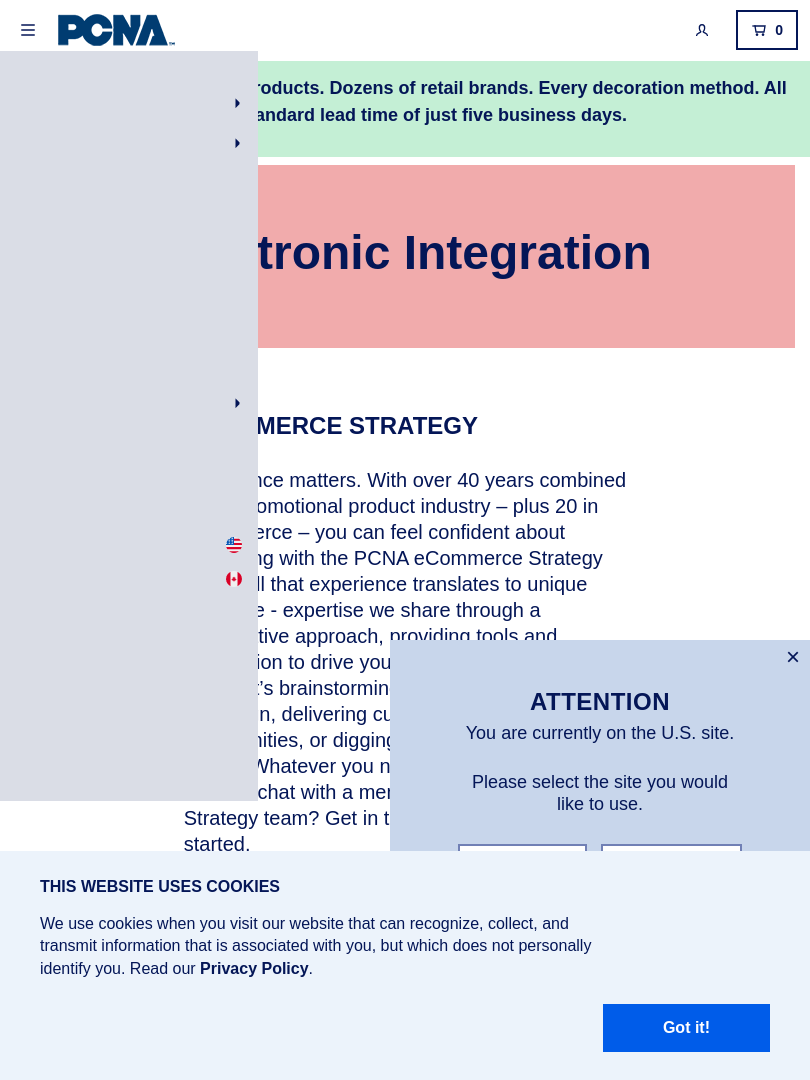 PCNA
0
roducts. Dozens of retail brands. Every decoration method. All
andard lead time of just five business days.
tronic Integration
MERCE STRATEGY
nce matters. With over 40 years combined
omotional product industry – plus 20 in
erce – you can feel confident about
ng with the PCNA eCommerce Strategy
ll that experience translates to unique
e - expertise we share through a
tive approach, providing tools and
ion to drive you
t’s brainstormin
n, delivering cu
nities, or digging
Whatever you n
chat with a me
Strategy team? Get in t
started.
×
ATTENTION
You are currently on the U.S. site.
Please select the site you would
like to use.
THIS WEBSITE USES COOKIES
We use cookies when you visit our website that can recognize, collect, and
transmit information that is associated with you, but which does not personally
identify you. Read our Privacy Policy.
Got it!